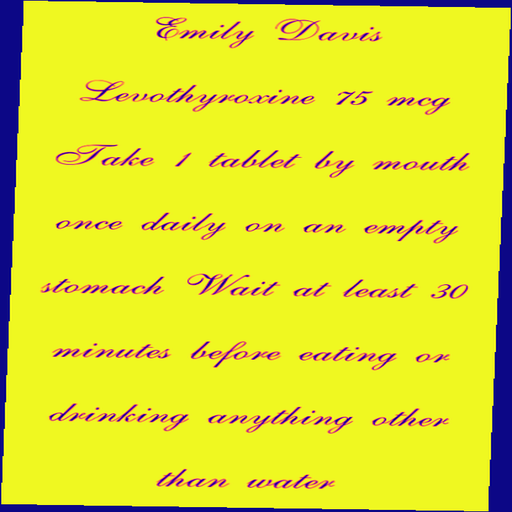 Emily Davis
Levothyroxine 75 mcg
Take 1 tablet by mouth
once daily on an empty
stomach Wait at least 30
minutes before eating or
drinking anything other
than water